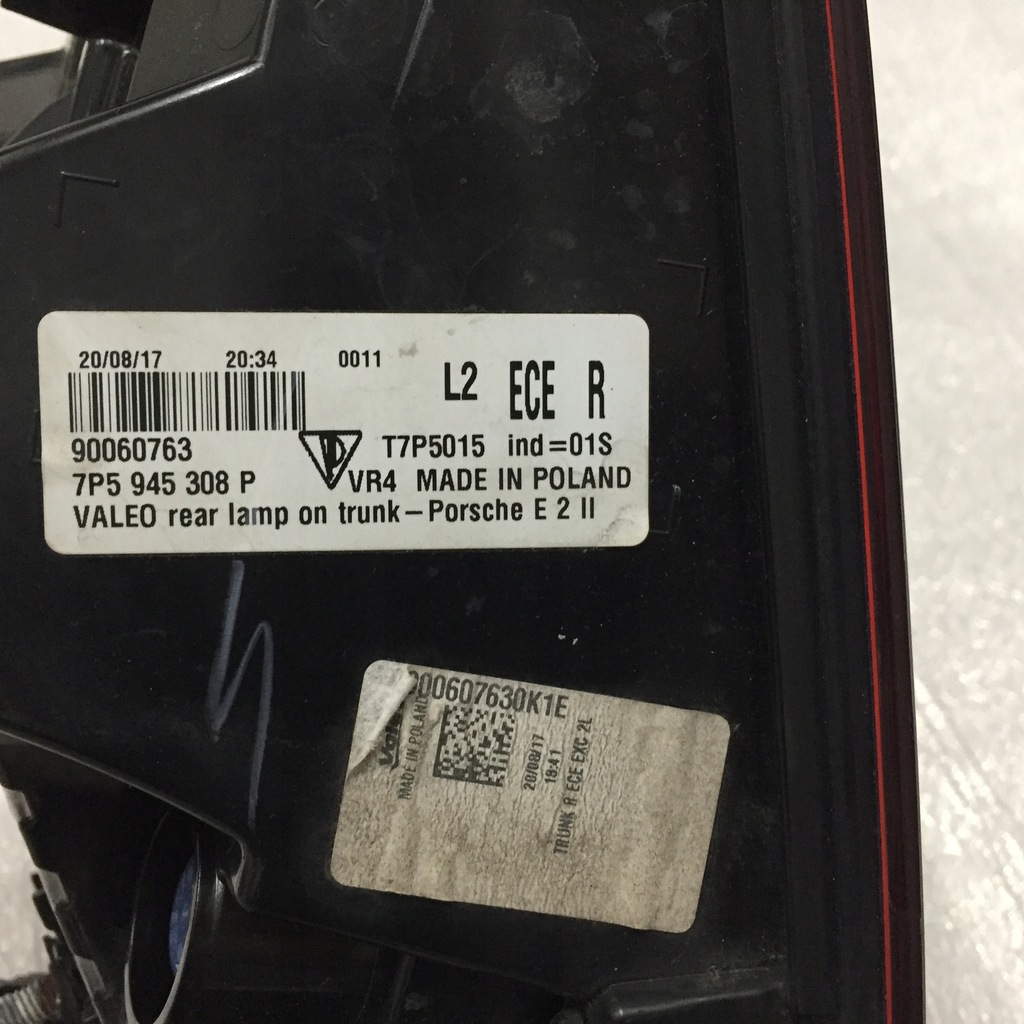 20/08/17 20:34 0011
L2 ECE R
90060763 T7P5015 ind=01S
7P5 945 308 P VR4 MADE IN POLAND
VALEO rear lamp on trunk-Porsche E 2 II
900607630K1E
MADE IN POLAND
20/08/17
18:41
TRUNK R ECE EXC 2L